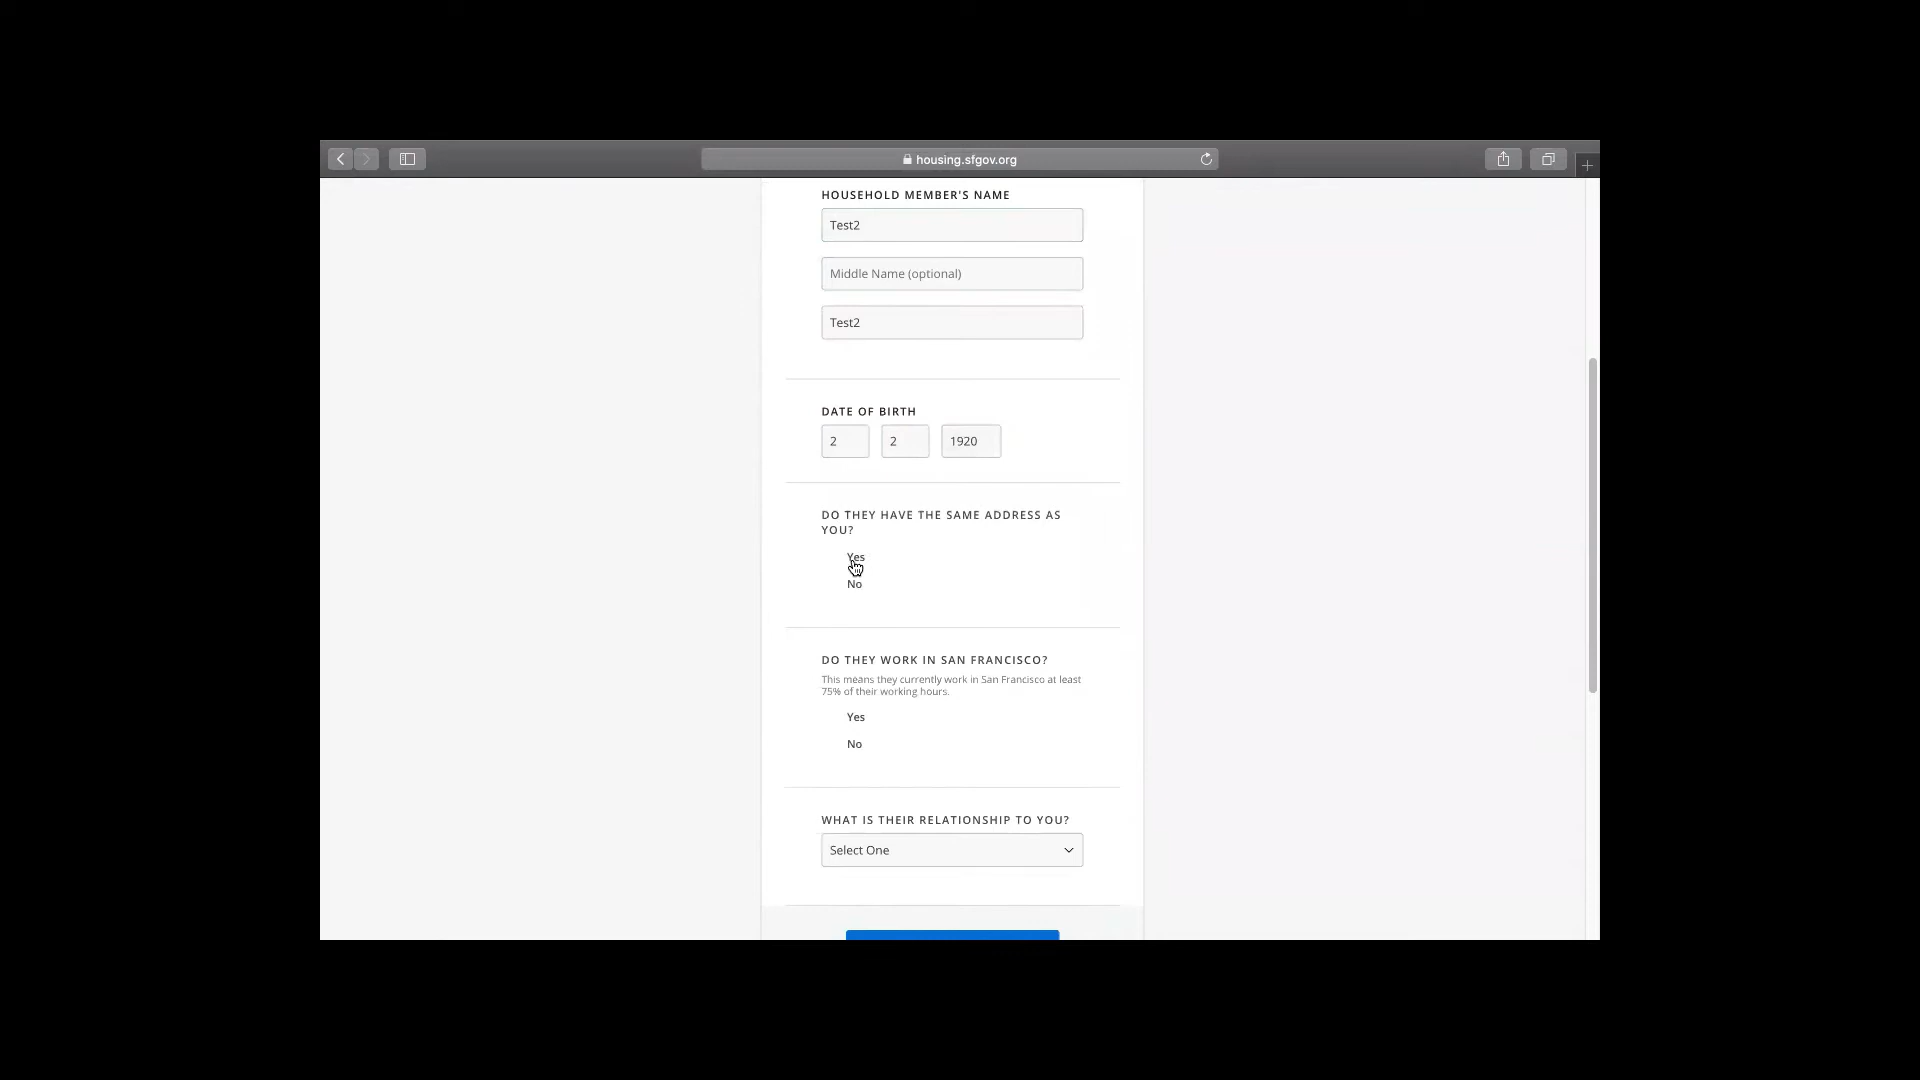 housing.sfgov.org
HOUSEHOLD MEMBER'S NAME
Test2
Middle Name (optional)
Test2
DATE OF BIRTH
2 2 1920
DO THEY HAVE THE SAME ADDRESS AS
YOU?
Yes
No
DO THEY WORK IN SAN FRANCISCO?
This means they currently work in San Francisco at least
75% of their working hours.
Yes
No
WHAT IS THEIR RELATIONSHIP TO YOU?
Select One